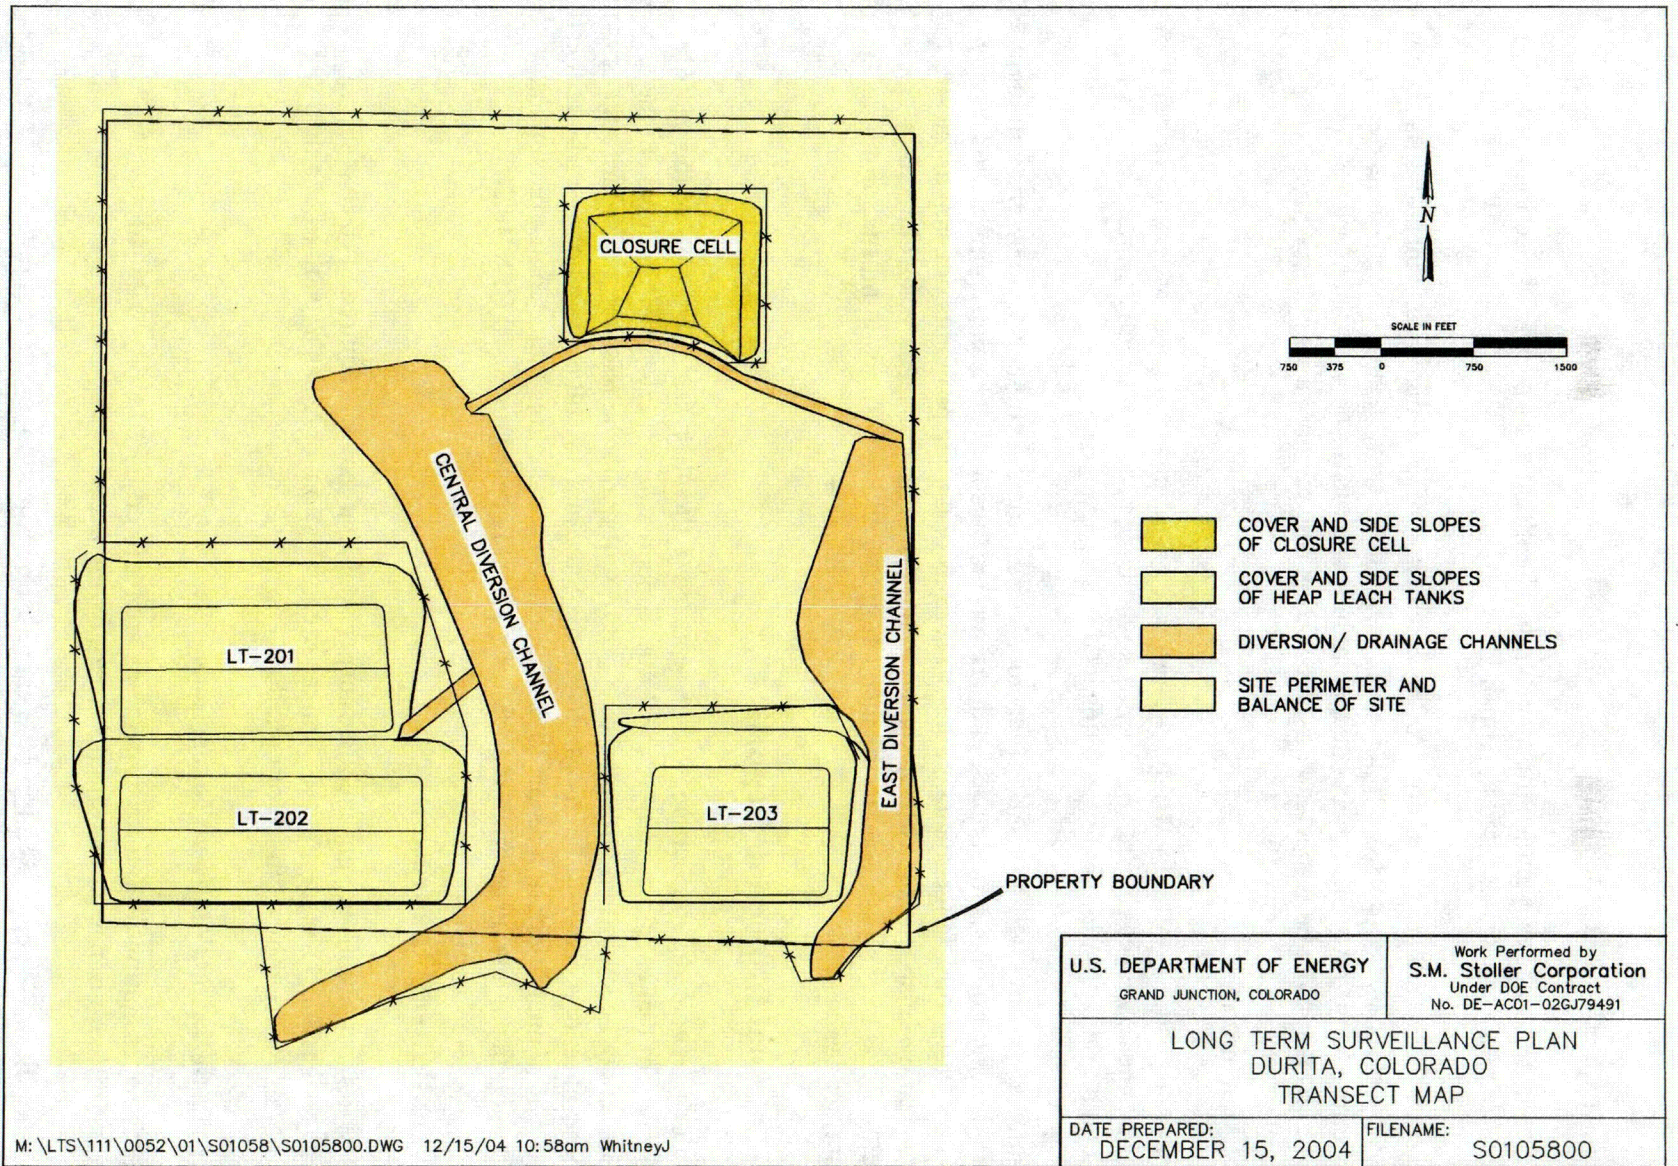 CLOSURE CELL
N
SCALE IN FEET
750 375 0 750 1500
CENTRAL DIVERSION CHANNEL
EAST DIVERSION CHANNEL
COVER AND SIDE SLOPES
OF CLOSURE CELL
COVER AND SIDE SLOPES
OF HEAP LEACH TANKS
DIVERSION/ DRAINAGE CHANNELS
SITE PERIMETER AND
BALANCE OF SITE
LT-201
LT-202
LT-203
PROPERTY BOUNDARY
U.S. DEPARTMENT OF ENERGY
GRAND JUNCTION, COLORADO
Work Performed by
S.M. Stoller Corporation
Under DOE Contract
No. DE-AC01-02GJ79491
LONG TERM SURVEILLANCE PLAN
DURITA, COLORADO
TRANSECT MAP
DATE PREPARED:
DECEMBER 15, 2004
FILENAME:
S0105800
M:\LTS\111\0052\01\S01058\S0105800.DWG 12/15/04 10:58am WhitneyJ